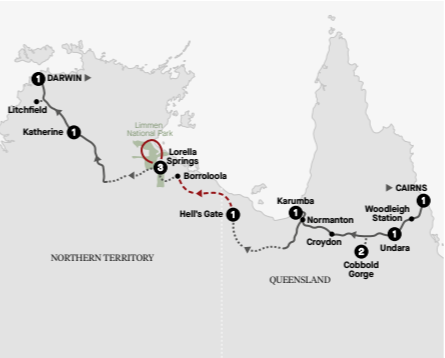 1 DARWIN
Litchfield
Katherine 1
Limmen
National Park
Lorella
Springs
3
Borroloola
Hell's Gate 1
Karumba
1
Normanton
Croydon
CAIRNS
1
Woodleigh
Station
1
Undara
2
Cobbold
Gorge
NORTHERN TERRITORY
QUEENSLAND